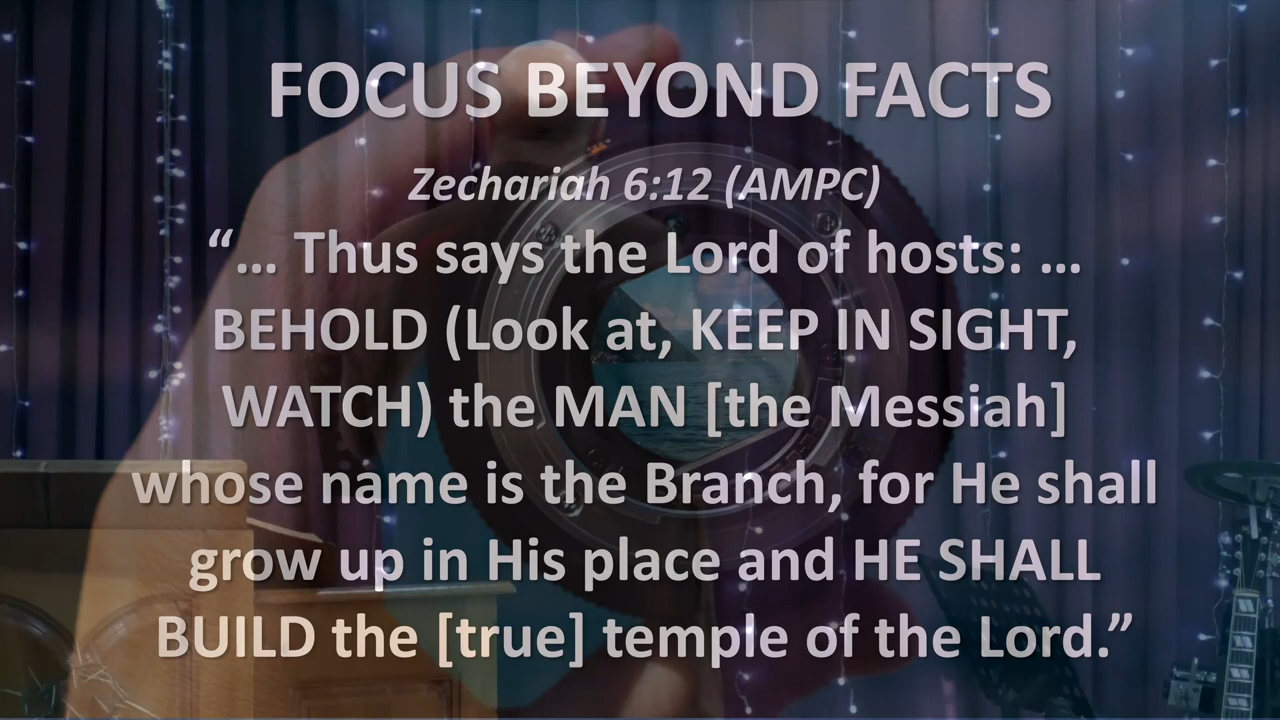 FOCUS BEYOND FACTS
Zechariah 6:12 (AMPC)
“… Thus says the Lord of hosts: …
BEHOLD (Look at, KEEP IN SIGHT,
WATCH) the MAN [the Messiah]
whose name is the Branch, for He shall
grow up in His place and HE SHALL
BUILD the [true] temple of the Lord.”